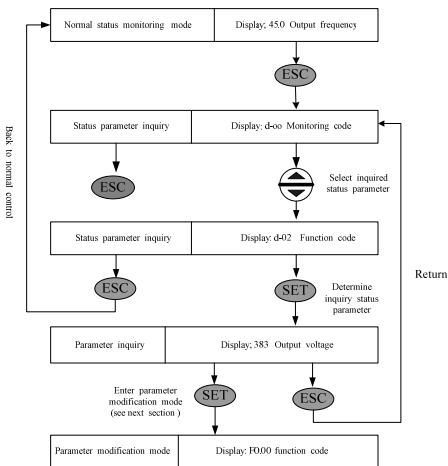 Normal status monitoring mode
Display; 45.0 Output frequency
ESC
Status parameter inquiry
Display: d-oo Monitoring code
ESC
Select inquired
status parameter
Status parameter inquiry
Display: d-02 Function code
ESC
SET
Determine
inquiry status
parameter
Back to normal control
Return
Parameter inquiry
Display; 383 Output voltage
Enter parameter
modification mode
(see next section )
SET
ESC
Parameter modification mode
Display: F0.00 function code